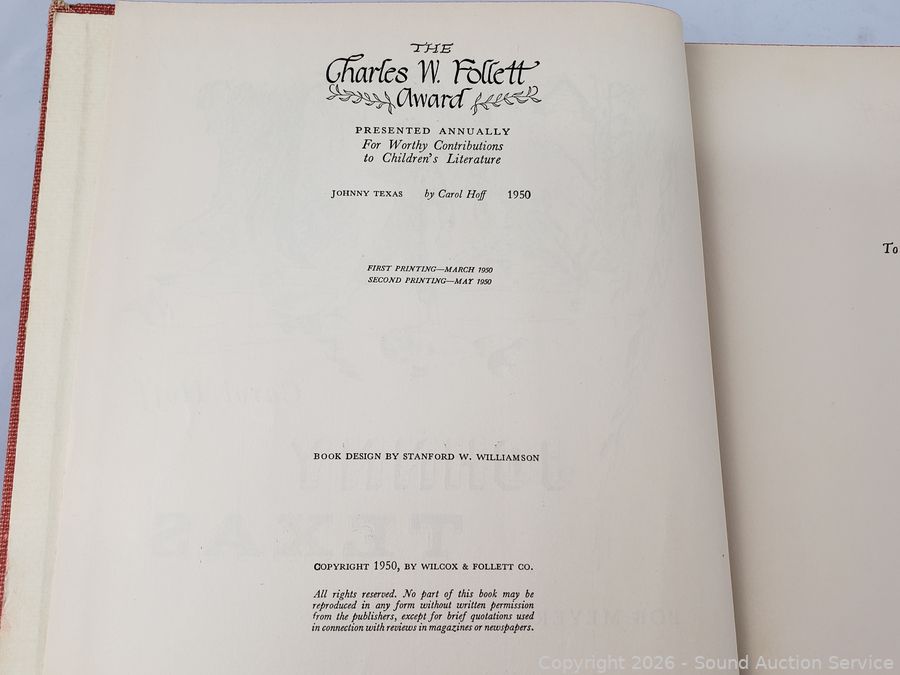 THE
Charles W. Follett
Award
PRESENTED ANNUALLY
For Worthy Contributions
to Children's Literature
JOHNNY TEXAS by Carol Hoff 1950
FIRST PRINTING—MARCH 1950
SECOND PRINTING—MAY 1950
To
BOOK DESIGN BY STANFORD W. WILLIAMSON
COPYRIGHT 1950, BY WILCOX & FOLLETT CO.
All rights reserved. No part of this book may be
reproduced in any form without written permission
from the publishers, except for brief quotations used
in connection with reviews in magazines or newspapers.
Copyright 2026 - Sound Auction Service